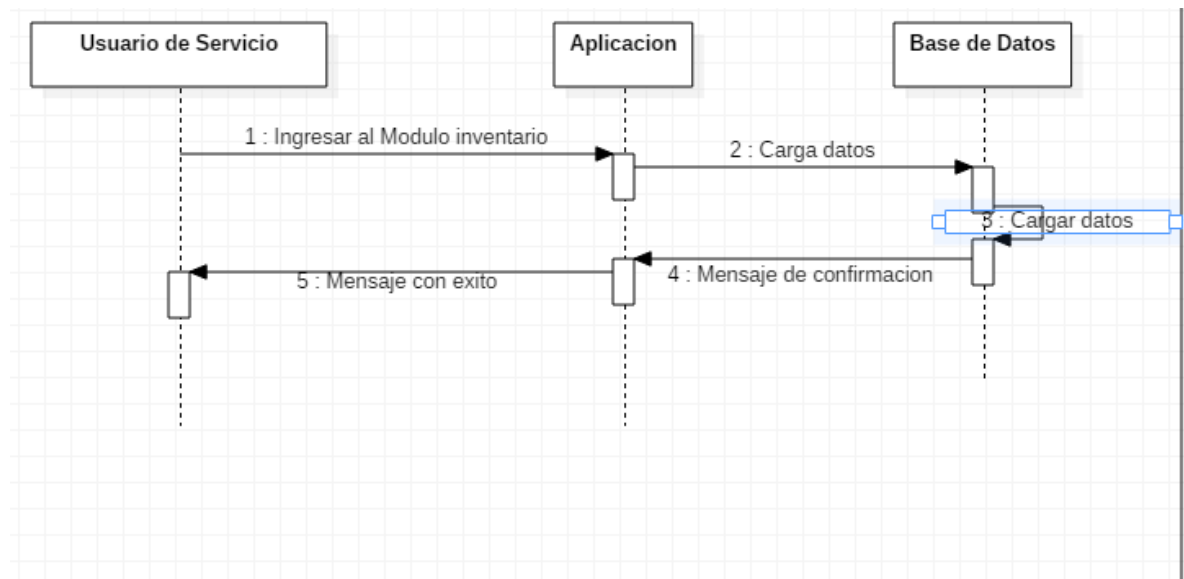 Usuario de Servicio
Aplicacion
Base de Datos
1 : Ingresar al Modulo inventario
2 : Carga datos
3 : Cargar datos
4 : Mensaje de confirmacion
5 : Mensaje con exito